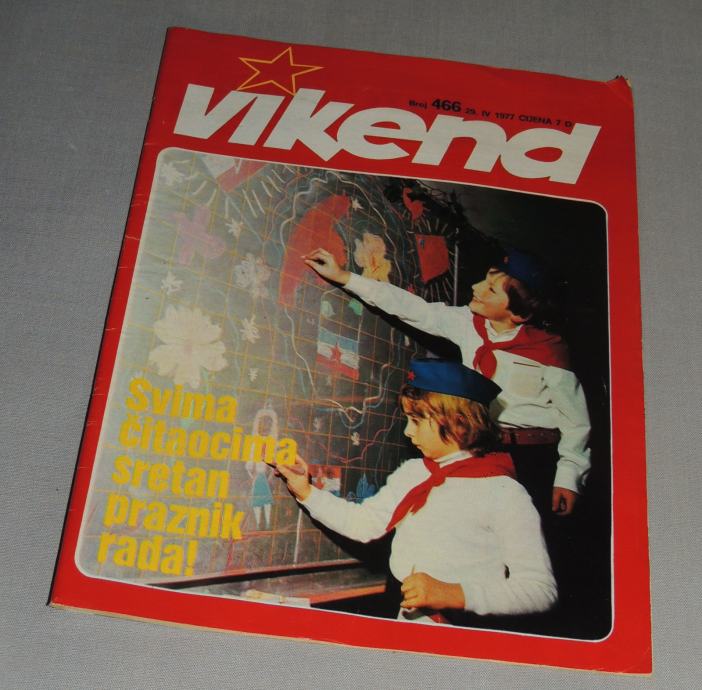 vikend
Broj 466 29. IV 1977 CIJENA 7 D
Svima
čitaocima
sretan
praznik
rada!